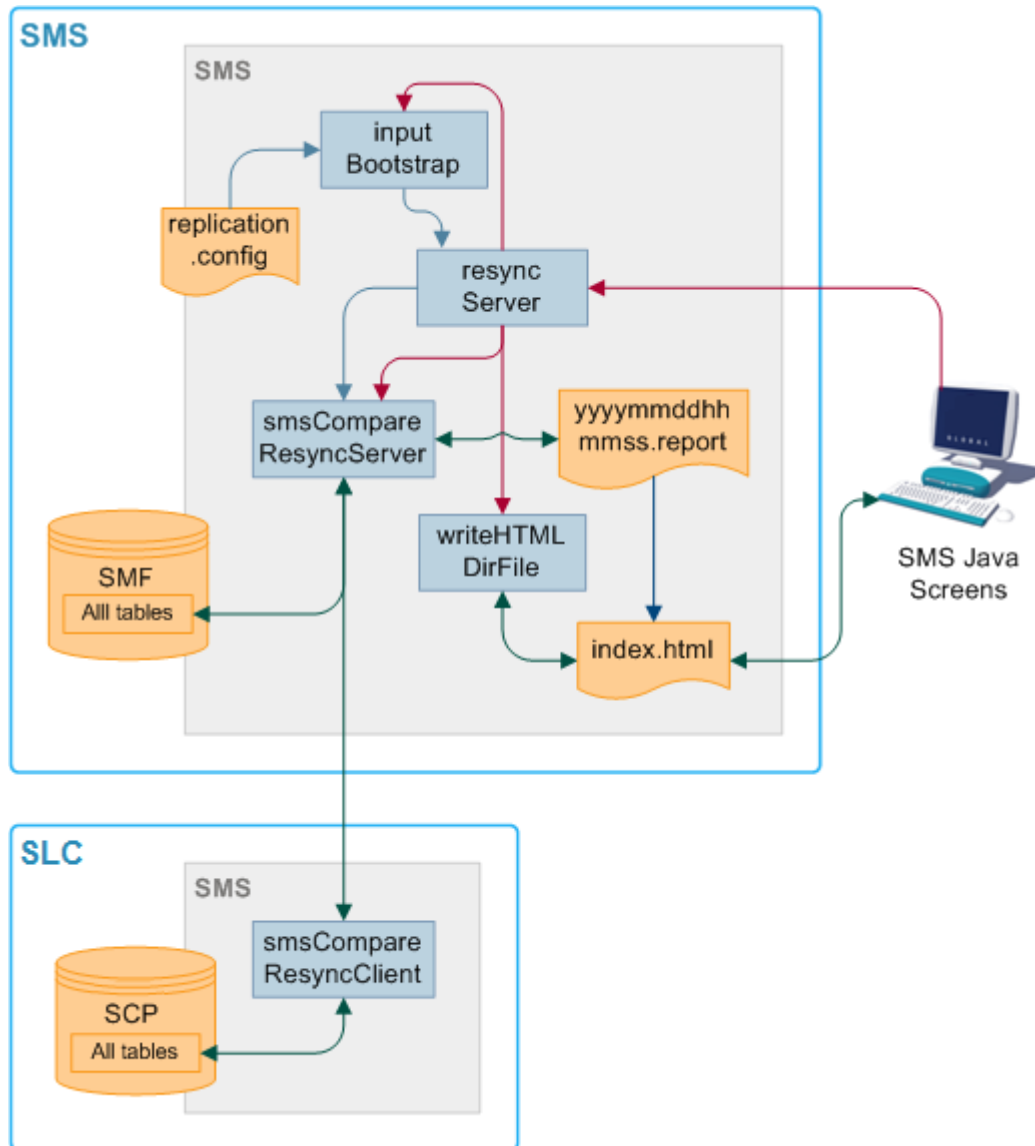 SMS
SMS
input
Bootstrap
replication
.config
resync
Server
smsCompare
ResyncServer
yyyymmddhh
mmss.report
writeHTML
DirFile
GLOBAL
SMS Java
Screens
SMF
Alll tables
index.html
SLC
SMS
smsCompare
ResyncClient
SCP
All tables